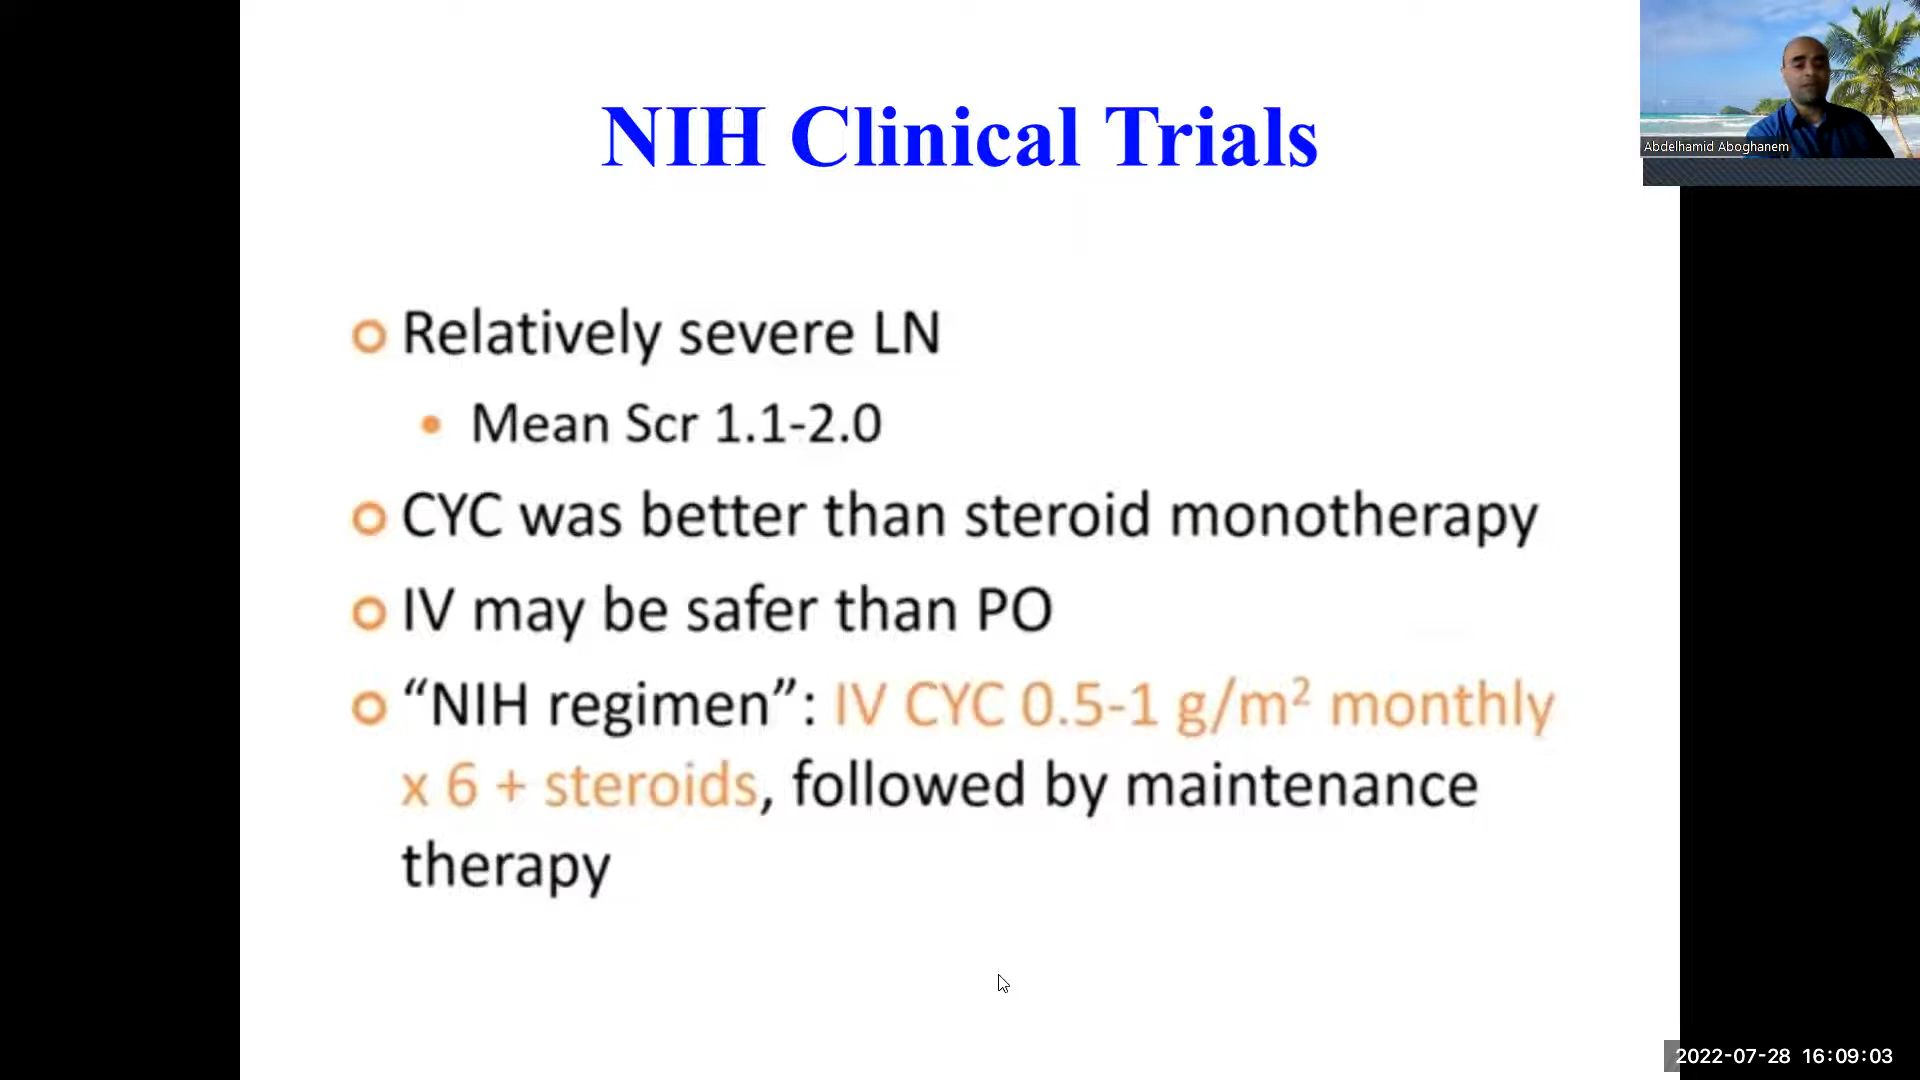 NIH Clinical Trials
Abdelhamid Aboghanem
Relatively severe LN
Mean Scr 1.1-2.0
CYC was better than steroid monotherapy
IV may be safer than PO
“NIH regimen”: IV CYC 0.5-1 g/m² monthly
x 6 + steroids, followed by maintenance
therapy
2022-07-28 16:09:03